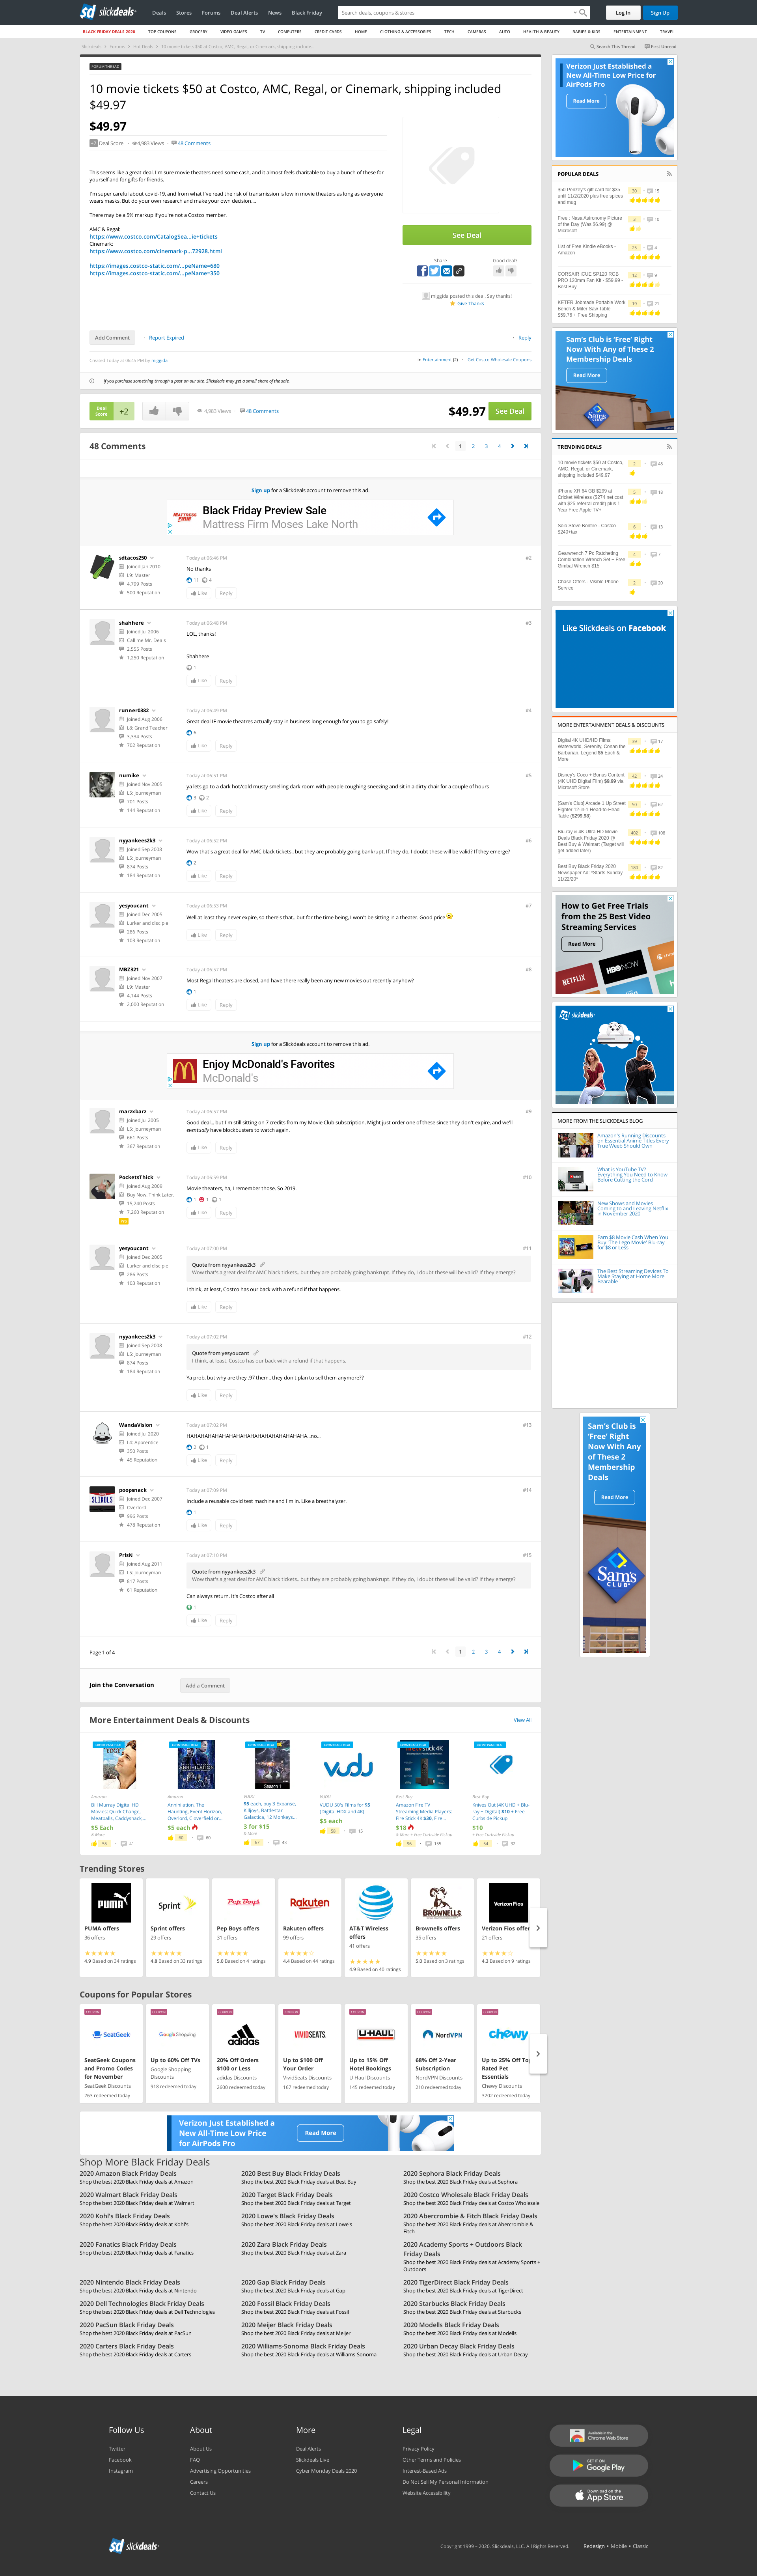 sd slickdeals
Deals Stores Forums Deal Alerts News Black Friday
Search deals, coupons & stores
Log In
Sign Up
BLACK FRIDAY DEALS 2020 TOP COUPONS GROCERY VIDEO GAMES TV COMPUTERS CREDIT CARDS HOME CLOTHING & ACCESSORIES TECH CAMERAS AUTO HEALTH & BEAUTY BABIES & KIDS ENTERTAINMENT TRAVEL
Slickdeals Forums Hot Deals 10 movie tickets $50 at Costco, AMC, Regal, or Cinemark, shipping include...
Search This Thread First Unread
FORUM THREAD
10 movie tickets $50 at Costco, AMC, Regal, or Cinemark, shipping included
$49.97
$49.97
+2 Deal Score 4,983 Views 48 Comments
This seems like a great deal. I'm sure movie theaters need some cash, and it almost feels charitable to buy a bunch of these for
yourself and for gifts for friends.
I'm super careful about covid-19, and from what I've read the risk of transmission is low in movie theaters as long as everyone
wears masks. But do your own research and make your own decision....
There may be a 5% markup if you're not a Costco member.
AMC & Regal:
https://www.costco.com/CatalogSea...ie+tickets
Cinemark:
https://www.costco.com/cinemark-p...72928.html
https://images.costco-static.com/...peName=680
https://images.costco-static.com/...peName=350
See Deal
Share
Good deal?
miggida posted this deal. Say thanks!
Give Thanks
Add Comment Report Expired
Reply
Created Today at 06:45 PM by miggida
in Entertainment (2) Get Costco Wholesale Coupons
If you purchase something through a post on our site, Slickdeals may get a small share of the sale.
Deal Score +2
4,983 Views 48 Comments
$49.97 See Deal
48 Comments
1 2 3 4
Sign up for a Slickdeals account to remove this ad.
MATTRESS FIRM
Black Friday Preview Sale
Mattress Firm Moses Lake North
sdtacos250
Joined Jan 2010
L8: Master
4,799 Posts
500 Reputation
Today at 06:46 PM
#2
No thanks
11 4
Like Reply
shahhere
Joined Jul 2006
Call me Mr. Deals
2,555 Posts
1,250 Reputation
Today at 06:48 PM
#3
LOL, thanks!
Shahhere
1
Like Reply
runner8382
Joined Aug 2006
L8: Grand Teacher
3,334 Posts
702 Reputation
Today at 06:49 PM
#4
Great deal IF movie theatres actually stay in business long enough for you to go safely!
6
Like Reply
numike
Joined Nov 2005
L5: Journeyman
701 Posts
144 Reputation
Today at 06:51 PM
#5
ya lets go to a dark hot/cold musty smelling dark room with people coughing sneezing and sit in a dirty chair for a couple of hours
3 2
Like Reply
nyyankees2k3
Joined Sep 2008
L5: Journeyman
874 Posts
184 Reputation
Today at 06:52 PM
#6
Wow that's a great deal for AMC black tickets.. but they are probably going bankrupt. If they do, I doubt these will be valid? If they emerge?
2
Like Reply
yesyoucant
Joined Dec 2005
Lurker and disciple
286 Posts
103 Reputation
Today at 06:53 PM
#7
Well at least they never expire, so there's that.. but for the time being, I won't be sitting in a theater. Good price
Like Reply
MBZ321
Joined Nov 2007
L8: Master
4,144 Posts
2,000 Reputation
Today at 06:57 PM
#8
Most Regal theaters are closed, and have there really been any new movies out recently anyhow?
1
Like Reply
Sign up for a Slickdeals account to remove this ad.
Enjoy McDonald's Favorites
McDonald's
marzxbarz
Joined Jul 2005
L5: Journeyman
661 Posts
367 Reputation
Today at 06:57 PM
#9
Good deal... but I'm still sitting on 7 credits from my Movie Club subscription. Might just order one of these since they don't expire, and we'll
eventually have blockbusters to watch again.
Like Reply
PocketsThick
Joined Aug 2009
Buy Now. Think Later.
15,240 Posts
7,269 Reputation
Pro
Today at 06:59 PM
#10
Movie theaters, ha, I remember those. So 2019.
1 1 1
Like Reply
yesyoucant
Joined Dec 2005
Lurker and disciple
286 Posts
103 Reputation
Today at 07:00 PM
#11
Quote from nyyankees2k3
Wow that's a great deal for AMC black tickets.. but they are probably going bankrupt. If they do, I doubt these will be valid? If they emerge?
I think, at least, Costco has our back with a refund if that happens.
Like Reply
nyyankees2k3
Joined Sep 2008
L5: Journeyman
874 Posts
184 Reputation
Today at 07:02 PM
#12
Quote from yesyoucant
I think, at least, Costco has our back with a refund if that happens.
Ya prob, but why are they .97 them.. they don't plan to sell them anymore??
Like Reply
WandaVision
Joined Jul 2020
L4: Apprentice
350 Posts
45 Reputation
Today at 07:02 PM
#13
HAHAHAHAHAHAHAHAHAHAHAHAHAHAHAHA...no...
2 1
Like Reply
poopsnack
Joined Dec 2007
Overlord
996 Posts
478 Reputation
Today at 07:09 PM
#14
Include a reusable covid test machine and I'm in. Like a breathalyzer.
1
Like Reply
PrisN
Joined Aug 2011
L5: Journeyman
817 Posts
61 Reputation
Today at 07:10 PM
#15
Quote from nyyankees2k3
Wow that's a great deal for AMC black tickets.. but they are probably going bankrupt. If they do, I doubt these will be valid? If they emerge?
Can always return. It's Costco after all
1
Like Reply
Page 1 of 4
1 2 3 4
Join the Conversation Add a Comment
More Entertainment Deals & Discounts
View All
FRONTPAGE DEAL
Amazon
Bill Murray Digital HD
Movies: Quick Change,
Meatballs, Caddyshack,...
$5 Each
& More
55 41
FRONTPAGE DEAL
Amazon
Annihilation, The
Haunting, Event Horizon,
Overlord, Cloverfield or...
$5 each
60 60
FRONTPAGE DEAL
Season 1
VUDU
$5 each, buy 3 Expanse,
Killjoys, Battlestar
Galactica, 12 Monkeys...
3 for $15
& More
67 43
vudu
VUDU
VUDU 50's Films for $5
(Digital HDX and 4K)
$5 each
58 15
FRONTPAGE DEAL
Best Buy
Amazon Fire TV
Streaming Media Players:
Fire Stick 4K $30, Fire...
$18
& More + Free Curbside Pickup
96 195
FRONTPAGE DEAL
Best Buy
Knives Out (4K UHD + Blu-
ray + Digital) $10 + Free
Curbside Pickup
$10
+ Free Curbside Pickup
54 32
Trending Stores
PUMA
PUMA offers
36 offers
4.9 Based on 34 ratings
Sprint
Sprint offers
29 offers
4.8 Based on 33 ratings
Pep Boys
Pep Boys offers
31 offers
5.0 Based on 4 ratings
Rakuten
Rakuten offers
99 offers
4.4 Based on 44 ratings
AT&T
AT&T Wireless
offers
41 offers
4.9 Based on 40 ratings
BROWNELLS
Brownells offers
35 offers
5.0 Based on 3 ratings
Verizon Fios
Verizon Fios offers
21 offers
4.3 Based on 9 ratings
Coupons for Popular Stores
COUPON
SeatGeek
SeatGeek Coupons
and Promo Codes
for November
SeatGeek Discounts
263 redeemed today
COUPON
Google Shopping
Up to 60% Off TVs
Google Shopping
Discounts
918 redeemed today
COUPON
adidas
20% Off Orders
$100 or Less
adidas Discounts
2600 redeemed today
COUPON
VIVIDSEATS
Up to $100 Off
Your Order
VividSeats Discounts
167 redeemed today
COUPON
U-HAUL
Up to 15% Off
Hotel Bookings
U-Haul Discounts
145 redeemed today
COUPON
NordVPN
68% Off 2-Year
Subscription
NordVPN Discounts
210 redeemed today
COUPON
chewy
Up to 25% Off Top
Rated Pet
Essentials
Chewy Discounts
3202 redeemed today
Verizon Just Established a
New All-Time Low Price
for AirPods Pro
Read More
Shop More Black Friday Deals
2020 Amazon Black Friday Deals
Shop the best 2020 Black Friday deals at Amazon
2020 Best Buy Black Friday Deals
Shop the best 2020 Black Friday deals at Best Buy
2020 Sephora Black Friday Deals
Shop the best 2020 Black Friday deals at Sephora
2020 Walmart Black Friday Deals
Shop the best 2020 Black Friday deals at Walmart
2020 Target Black Friday Deals
Shop the best 2020 Black Friday deals at Target
2020 Costco Wholesale Black Friday Deals
Shop the best 2020 Black Friday deals at Costco Wholesale
2020 Kohl's Black Friday Deals
Shop the best 2020 Black Friday deals at Kohl's
2020 Lowe's Black Friday Deals
Shop the best 2020 Black Friday deals at Lowe's
2020 Abercrombie & Fitch Black Friday Deals
Shop the best 2020 Black Friday deals at Abercrombie &
Fitch
2020 Fanatics Black Friday Deals
Shop the best 2020 Black Friday deals at Fanatics
2020 Zara Black Friday Deals
Shop the best 2020 Black Friday deals at Zara
2020 Academy Sports + Outdoors Black
Friday Deals
Shop the best 2020 Black Friday deals at Academy Sports +
Outdoors
2020 Nintendo Black Friday Deals
Shop the best 2020 Black Friday deals at Nintendo
2020 Gap Black Friday Deals
Shop the best 2020 Black Friday deals at Gap
2020 TigerDirect Black Friday Deals
Shop the best 2020 Black Friday deals at TigerDirect
2020 Dell Technologies Black Friday Deals
Shop the best 2020 Black Friday deals at Dell Technologies
2020 Fossil Black Friday Deals
Shop the best 2020 Black Friday deals at Fossil
2020 Starbucks Black Friday Deals
Shop the best 2020 Black Friday deals at Starbucks
2020 PacSun Black Friday Deals
Shop the best 2020 Black Friday deals at PacSun
2020 Meijer Black Friday Deals
Shop the best 2020 Black Friday deals at Meijer
2020 Modells Black Friday Deals
Shop the best 2020 Black Friday deals at Modells
2020 Carters Black Friday Deals
Shop the best 2020 Black Friday deals at Carters
2020 Williams-Sonoma Black Friday Deals
Shop the best 2020 Black Friday deals at Williams-Sonoma
2020 Urban Decay Black Friday Deals
Shop the best 2020 Black Friday deals at Urban Decay
Verizon Just Established a
New All-Time Low Price for
AirPods Pro
Read More
POPULAR DEALS
$50 Penzey's gift card for $35
until 11/2/2020 plus free spices
and mug
30 15
Free : Nasa Astronomy Picture
of the Day (Was $6.99) @
Microsoft
3 10
List of Free Kindle eBooks -
Amazon
25 4
CORSAIR iCUE SP120 RGB
PRO 120mm Fan Kit - $59.99 -
Best Buy
12 9
KETER Jobmade Portable Work
Bench & Miter Saw Table
$59.79 + Free Shipping
19 21
Sam's Club is 'Free' Right
Now With Any of These 2
Membership Deals
Read More
Sam's CLUB
TRENDING DEALS
10 movie tickets $50 at Costco,
AMC, Regal, or Cinemark,
shipping included $49.97
2 48
iPhone XR 64 GB $299 at
Cricket Wireless ($274 net cost
with $25 referral credit) plus 1
Year Free Apple TV+
5 18
Solo Stove Bonfire - Costco
$240+tax
6 13
Gearwrench 7 Pc Ratcheting
Combination Wrench Set + Free
Gimbal Wrench $15
4 7
Chase Offers - Visible Phone
Service.
2 20
Like Slickdeals on Facebook
MORE ENTERTAINMENT DEALS & DISCOUNTS
Digital 4K UHD/HD Films:
Waterworld, Serenity, Conan the
Barbarian, Legend $5 Each &
More
39 17
Disney's Coco + Bonus Content
(4K UHD Digital Film) $9.99 via
Microsoft Store
42 24
[Sam's Club] Arcade 1 Up Street
Fighter 12-in-1 Head-to-Head
Table ($299.98)
58 62
Blu-ray & 4K Ultra HD Movie
Deals Black Friday 2020 @
Best Buy & Walmart (Target will
get added later)
402 108
Best Buy Black Friday 2020
Newspaper Ad: *Starts Sunday
11/22/20*
180 62
How to Get Free Trials
from the 25 Best Video
Streaming Services
Read More
NETFLIX HBO NOW
sd slickdeals
MORE FROM THE SLICKDEALS BLOG
Amazon's Running Discounts
on Essential Anime Titles Every
True Weeb Should Own
What is YouTube TV?
Everything You Need to Know
Before Cutting the Cord
New Shows and Movies
Coming to and Leaving Netflix
in November 2020
Earn $8 Movie Cash When You
Buy 'The Lego Movie' Blu-ray
for $8 or Less
The Best Streaming Devices To
Make Staying at Home More
Bearable
Sam's Club is
'Free' Right
Now With Any
of These 2
Membership
Deals
Read More
Sam's CLUB
Follow Us
Twitter
Facebook
Instagram
About
About Us
FAQ
Advertising Opportunities
Careers
Contact Us
More
Deal Alerts
Slickdeals Live
Cyber Monday Deals 2020
Legal
Privacy Policy
Other Terms and Policies
Interest-Based Ads
Do Not Sell My Personal Information
Website Accessibility
Available in the
Chrome Web Store
GET IT ON
Google Play
Download on the
App Store
sd slickdeals
Copyright 1999 - 2020. Slickdeals, LLC. All Rights Reserved. Redesign • Mobile • Classic